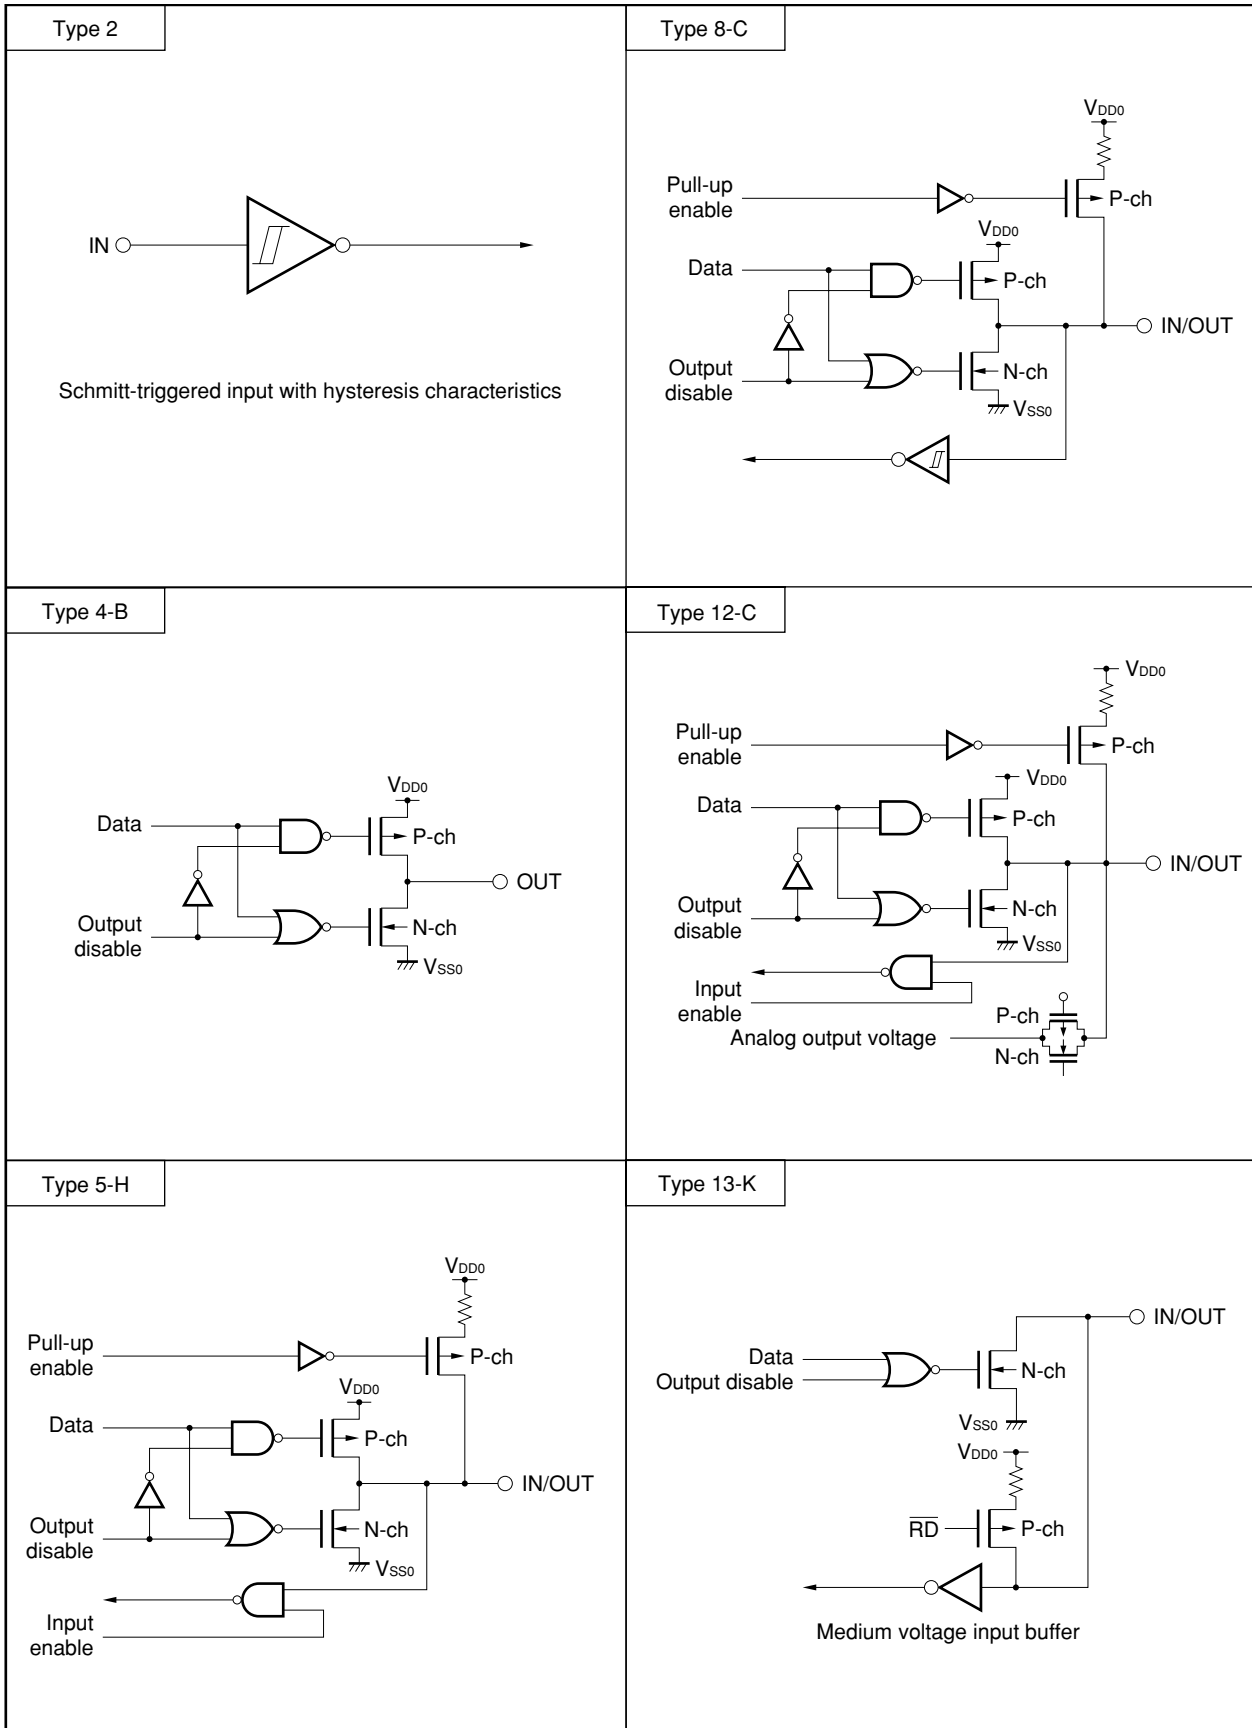 Type 2
IN
Schmitt-triggered input with hysteresis characteristics
Type 8-C
VDD0
Pull-up
enable
P-ch
VDD0
Data
P-ch
IN/OUT
Output
disable
N-ch
VSS0
Type 4-B
VDD0
Data
P-ch
OUT
Output
disable
N-ch
VSS0
Type 12-C
VDD0
Pull-up
enable
P-ch
VDD0
Data
P-ch
IN/OUT
Output
disable
N-ch
VSS0
Input
enable
P-ch
Analog output voltage
N-ch
Type 5-H
VDD0
Pull-up
enable
P-ch
VDD0
Data
P-ch
IN/OUT
Output
disable
N-ch
VSS0
Input
enable
Type 13-K
IN/OUT
Data
Output disable
N-ch
VSS0
VDD0
RD
P-ch
Medium voltage input buffer